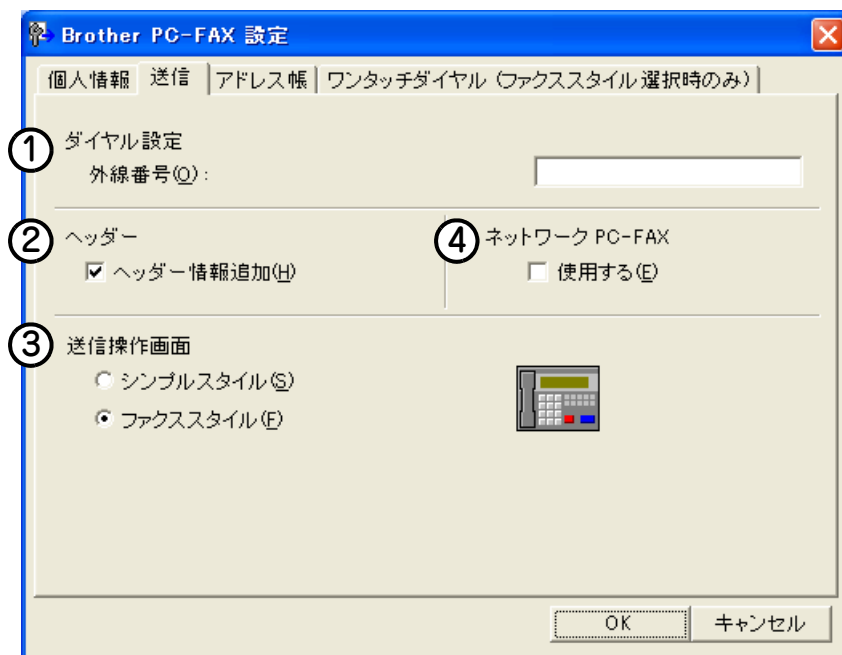 Brother PC-FAX 設定
個人情報 送信 アドレス帳 ワンタッチダイヤル (ファクススタイル選択時のみ)
① ダイヤル設定
外線番号(O):
② ヘッダー
ヘッダー情報追加(H)
④ ネットワーク PC-FAX
使用する(E)
③ 送信操作画面
シンプルスタイル(S)
ファクススタイル(F)
OK キャンセル